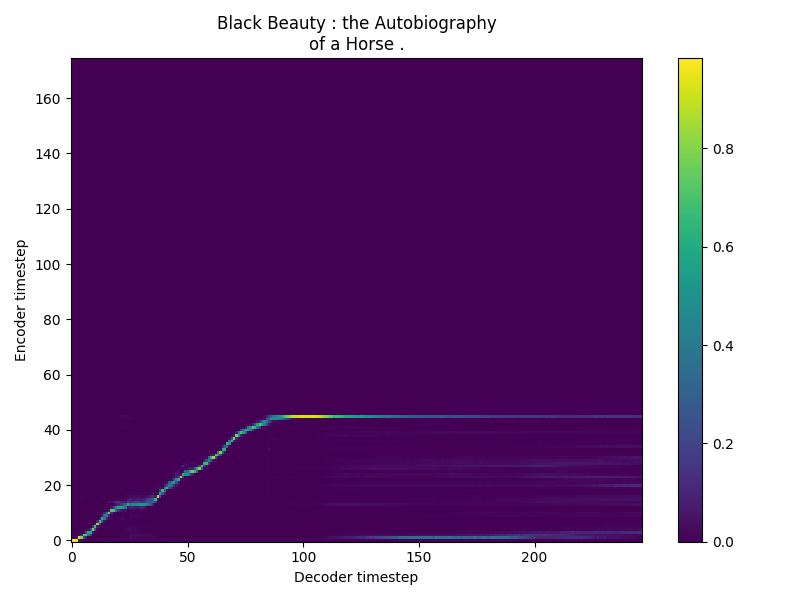 Black Beauty : the Autobiography
of a Horse .
160
140
120
100
80
60
40
20
0
Encoder timestep
0 50 100 150 200
Decoder timestep
0.8
0.6
0.4
0.2
0.0